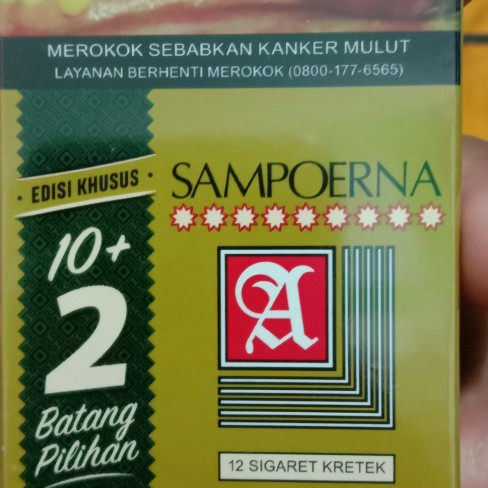 MEROKOK SEBABKAN KANKER MULUT
LAYANAN BERHENTI MEROKOK (0800-177-6565)
· EDISI KHUSUS ·
10+
2
Batang
Pilihan
SAMPOERNA
A
12 SIGARET KRETEK